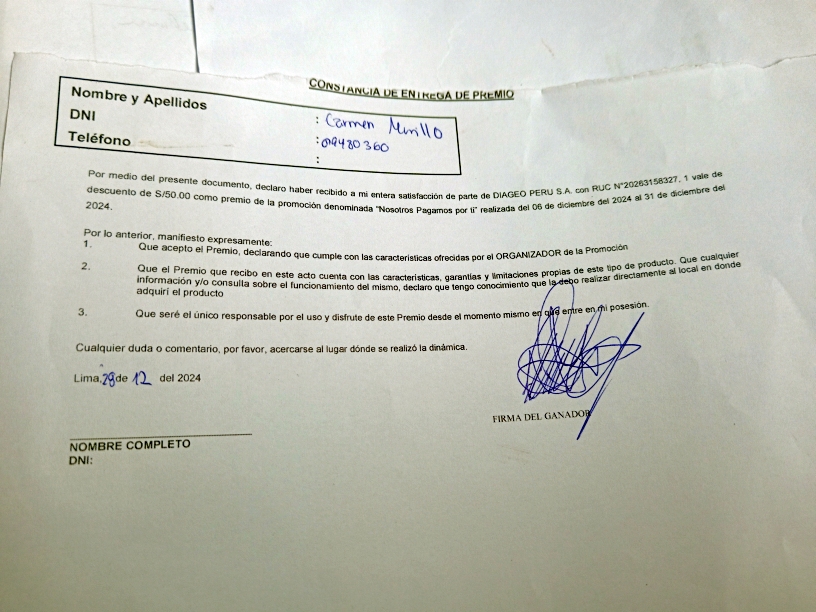 CONSTANCIA DE ENTREGA DE PREMIO
Nombre y Apellidos : Carmen Murillo
DNI : 019480360
Teléfono :
Por medio del presente documento, declaro haber recibido a mi entera satisfacción de parte de DIAGEO PERU S.A. con RUC N°20263158327, 1 vale de
descuento de S/50.00 como premio de la promoción denominada "Nosotros Pagamos por ti" realizada del 06 de diciembre del 2024 al 31 de diciembre del
2024.
Por lo anterior, manifiesto expresamente:
1. Que acepto el Premio, declarando que cumple con las características ofrecidas por el ORGANIZADOR de la Promoción
2. Que el Premio que recibo en este acto cuenta con las características, garantías y limitaciones propias de este tipo de producto. Que cualquier
información y/o consulta sobre el funcionamiento del mismo, declaro que tengo conocimiento que la debo realizar directamente al local en donde
adquirí el producto
3. Que seré el único responsable por el uso y disfrute de este Premio desde el momento mismo en que entre en mi posesión.
Cualquier duda o comentario, por favor, acercarse al lugar dónde se realizó la dinámica.
Lima, 29 de 12 del 2024
FIRMA DEL GANADOR
NOMBRE COMPLETO
DNI: